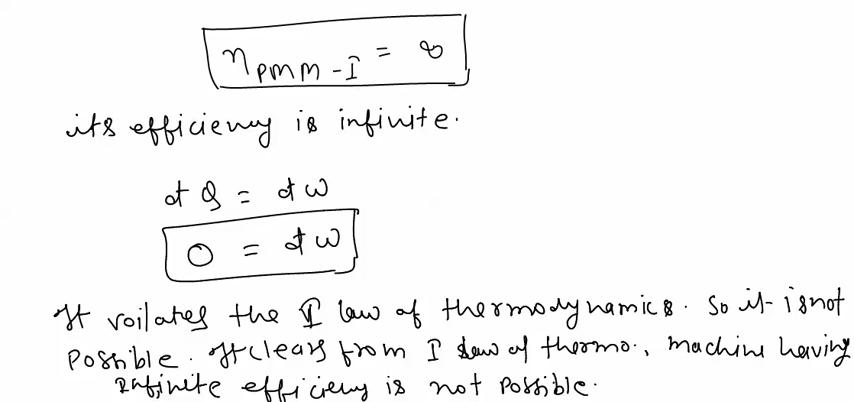 η PMM-I = ∞
its efficiency is infinite.
đQ = đW
0 = đW
It voilates the I law of thermodynamics. So it is not
possible. It clears from I law of thermo., machine having
infinite efficiency is not possible.